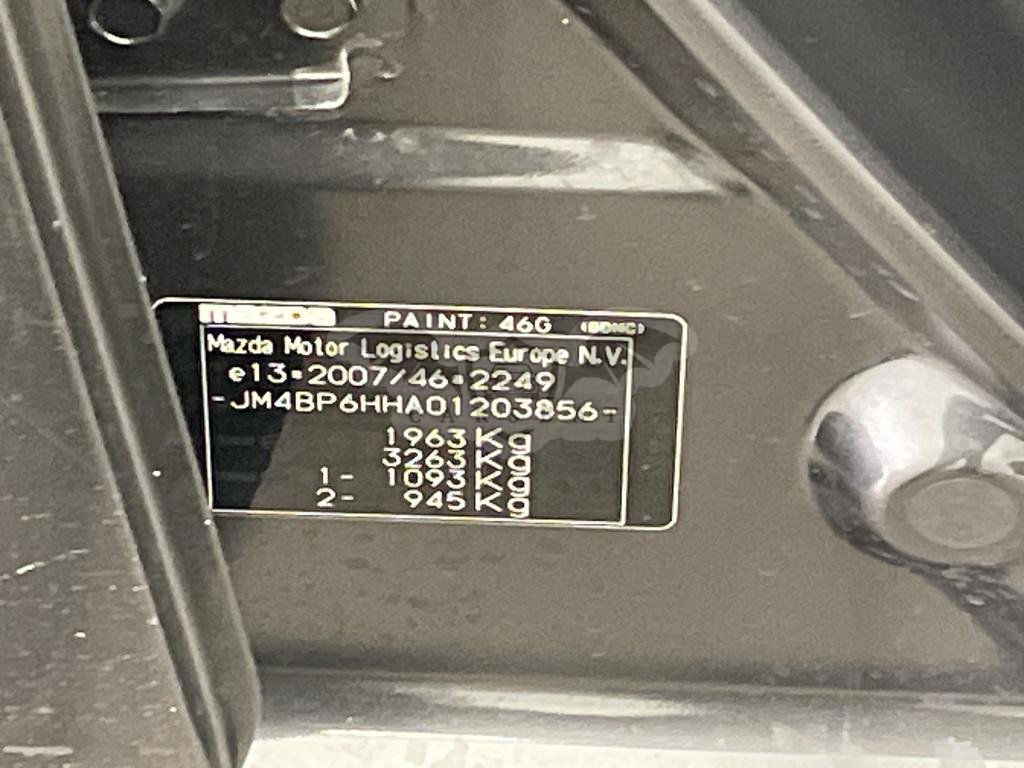 mazda PAINT: 46G
Mazda Motor Logistics Europe N.V.
e13*2007/46*2249
-JM4BP6HHA01203856-
1963 Kg
3263 Kg
1- 1093 Kg
2- 945 Kg